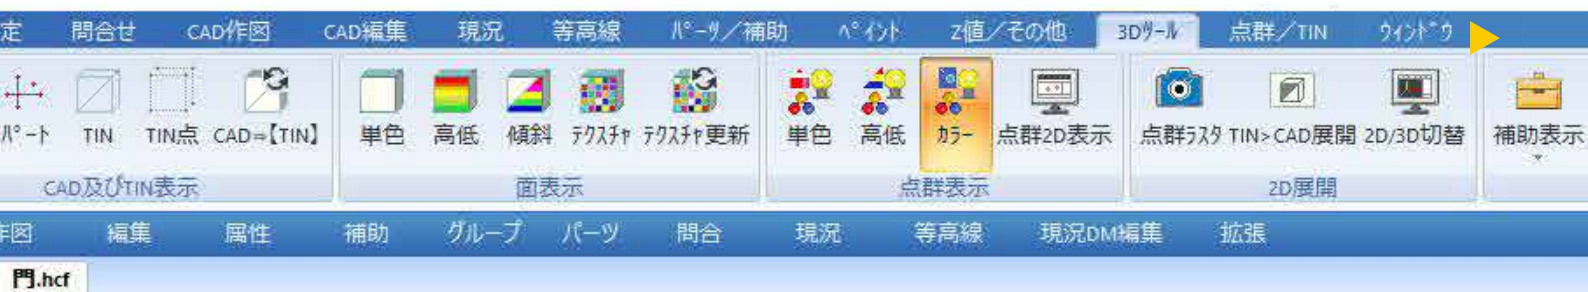 定 問合せ CAD作図 CAD編集 現況 等高線 ﾊﾟｰﾂ/補助 ﾍﾟｲﾝﾄ Z値/その他 3Dﾂｰﾙ 点群/TIN ｳｨﾝﾄﾞｳ
ﾊﾟｰﾄ TIN TIN点 CAD⇒【TIN】 単色 高低 傾斜 ﾃｸｽﾁｬ ﾃｸｽﾁｬ更新 単色 高低 ｶﾗｰ 点群2D表示 点群ﾗｽﾀ TIN>CAD展開 2D/3D切替 補助表示
CAD及びTIN表示 面表示 点群表示 2D展開
作図 編集 属性 補助 グループ パーツ 問合 現況 等高線 現況DM編集 拡張
門.hcf